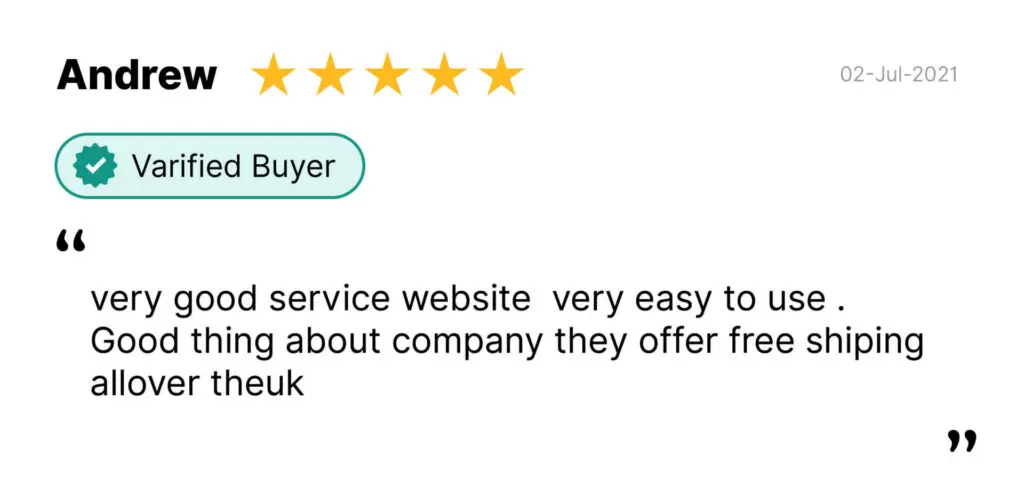 Andrew
02-Jul-2021
Varified Buyer
“
very good service website  very easy to use .
Good thing about company they offer free shiping
allover theuk
”